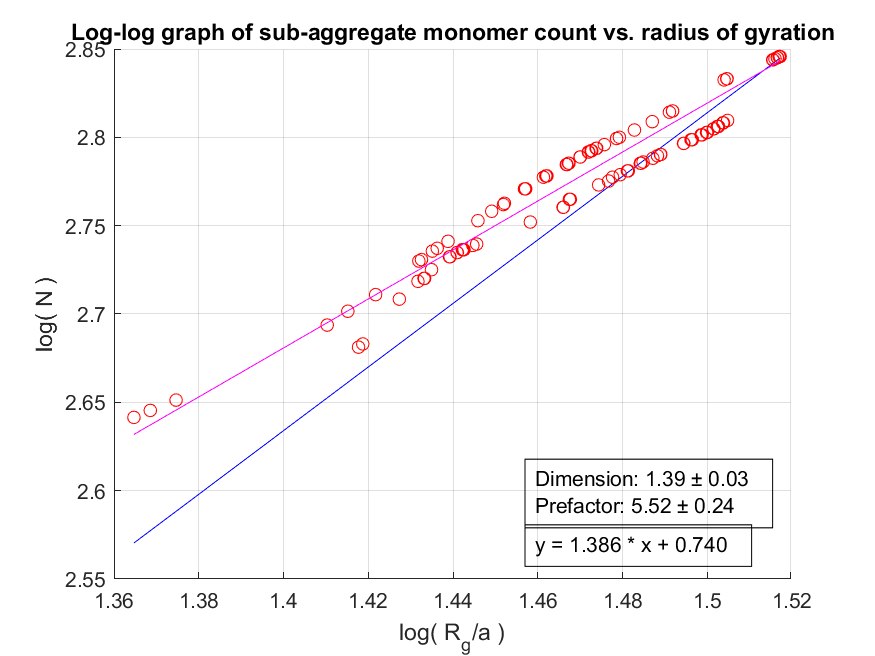 Log-log graph of sub-aggregate monomer count vs. radius of gyration
2.85
2.8
2.75
2.7
2.65
2.6
2.55
log( N )
Dimension: 1.39 ± 0.03
Prefactor: 5.52 ± 0.24
y = 1.386 * x + 0.740
1.36 1.38 1.4 1.42 1.44 1.46 1.48 1.5 1.52
log( R_g/a )